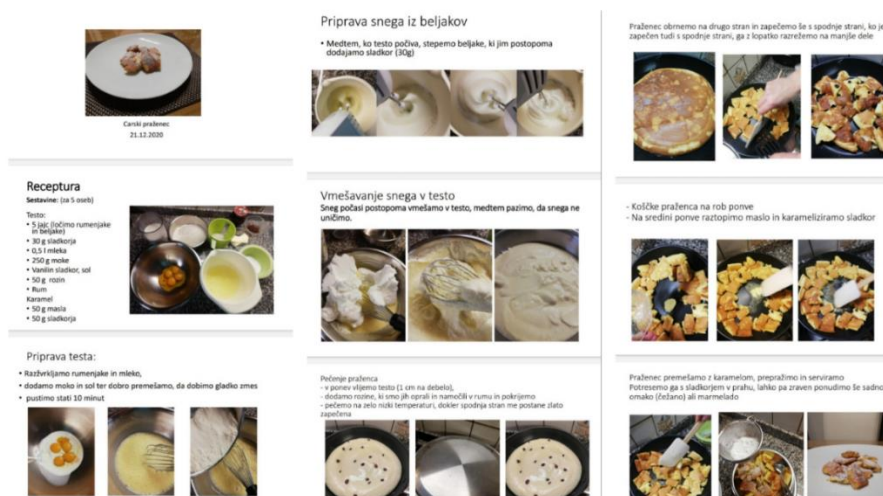 Carski praženec
21.12.2020
Receptura
Sestavine: (za 5 oseb)
Testo:
• 5 jajc (ločimo rumenjake
in beljake)
• 30 g sladkorja
• 0,5 l mleka
• 250 g moke
• Vanilin sladkor, sol
• 50 g rozin
• Rum
Karamel
• 50 g masla
• 50 g sladkorja
Priprava testa:
• Razžvrkljamo rumenjake in mleko,
• dodamo moko in sol ter dobro premešamo, da dobimo gladko zmes
• pustimo stati 10 minut
Priprava snega iz beljakov
• Medtem, ko testo počiva, stepemo beljake, ki jim postopoma
dodajamo sladkor (30g)
Vmešavanje snega v testo
Sneg počasi postopoma vmešamo v testo, medtem pazimo, da snega ne
uničimo.
Pečenje praženca
- v ponev vlijemo testo (1 cm na debelo),
- dodamo rozine, ki smo jih oprali in namočili v rumu in pokrijemo
- pečemo na zelo nizki temperaturi, dokler spodnja stran me postane zlato
zapečena
Praženec obrnemo na drugo stran in zapečemo še s spodnje strani, ko je
zapečen tudi s spodnje strani, ga z lopatko razrežemo na manjše dele
- Koščke praženca na rob ponve
- Na sredini ponve raztopimo maslo in karameliziramo sladkor
Praženec premešamo z karamelom, prepražimo in serviramo
Potresemo ga s sladkorjem v prahu, lahko pa zraven ponudimo še sadno
omako (čežano) ali marmelado